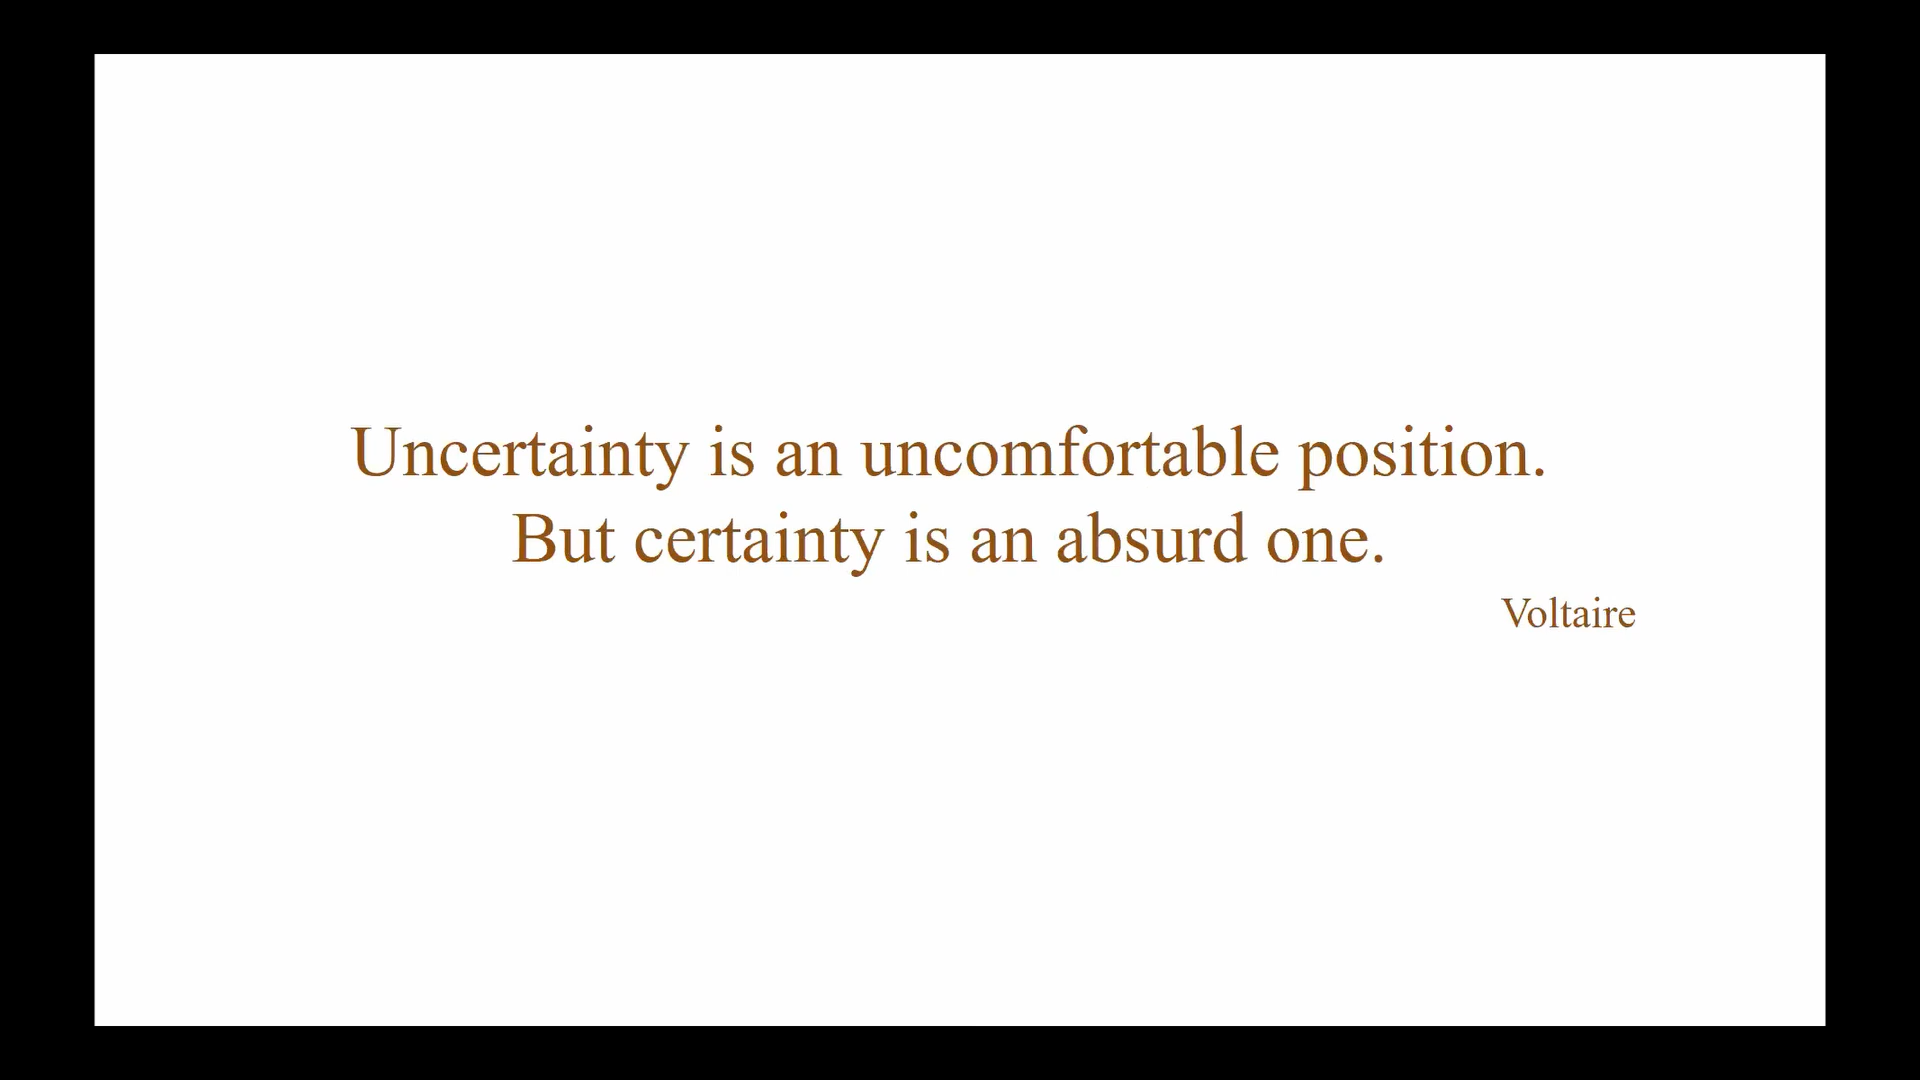 Uncertainty is an uncomfortable position.
But certainty is an absurd one.
Voltaire